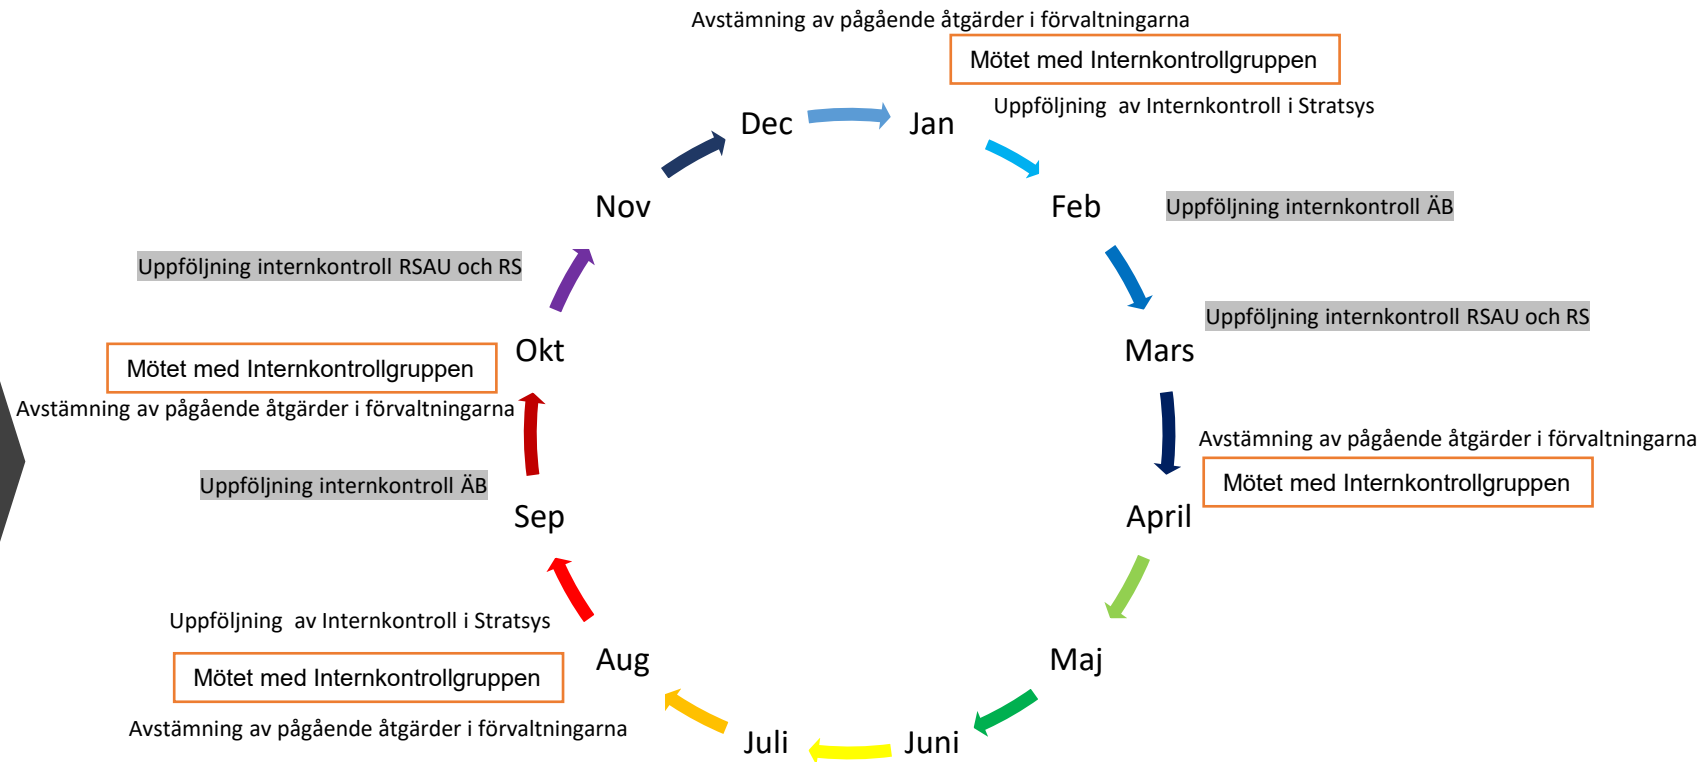 Avstämning av pågående åtgärder i förvaltningarna
Mötet med Internkontrollgruppen
Uppföljning  av Internkontroll i Stratsys
Dec
Jan
Nov
Feb
Uppföljning internkontroll ÄB
Uppföljning internkontroll RSAU och RS
Uppföljning internkontroll RSAU och RS
Okt
Mars
Mötet med Internkontrollgruppen
Avstämning av pågående åtgärder i förvaltningarna
Avstämning av pågående åtgärder i förvaltningarna
Mötet med Internkontrollgruppen
Uppföljning internkontroll ÄB
Sep
April
Uppföljning  av Internkontroll i Stratsys
Mötet med Internkontrollgruppen
Aug
Maj
Avstämning av pågående åtgärder i förvaltningarna
Juli
Juni